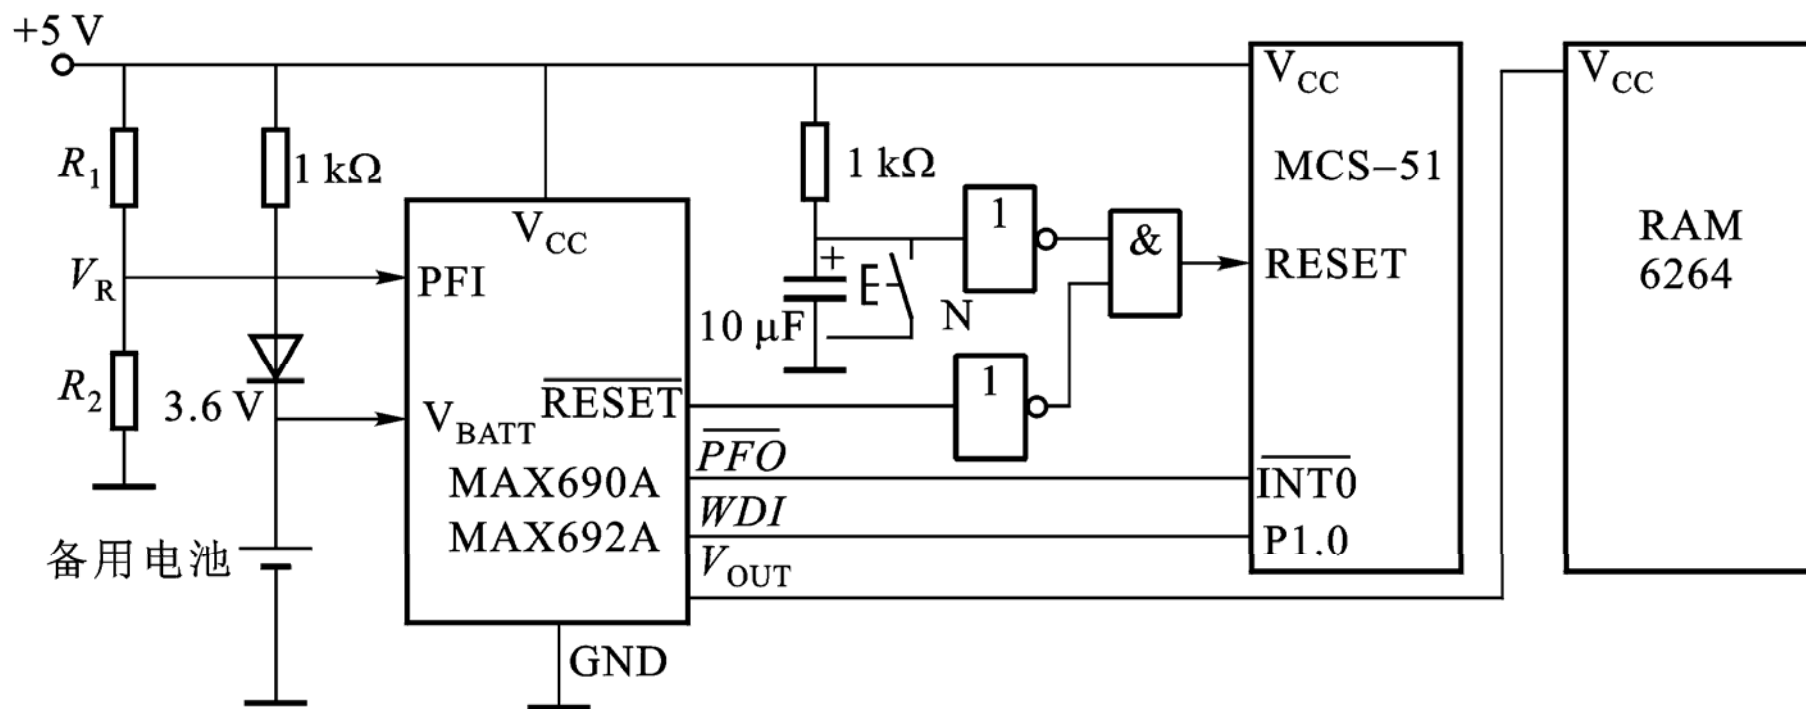 +5 V
R1
1 kΩ
VR
R2
3.6 V
备用电池
VCC
PFI
VBATT
RESET
MAX690A
MAX692A
GND
PFO
WDI
VOUT
1 kΩ
+
10 μF
N
1
1
&
VCC
MCS–51
RESET
INT0
P1.0
VCC
RAM
6264